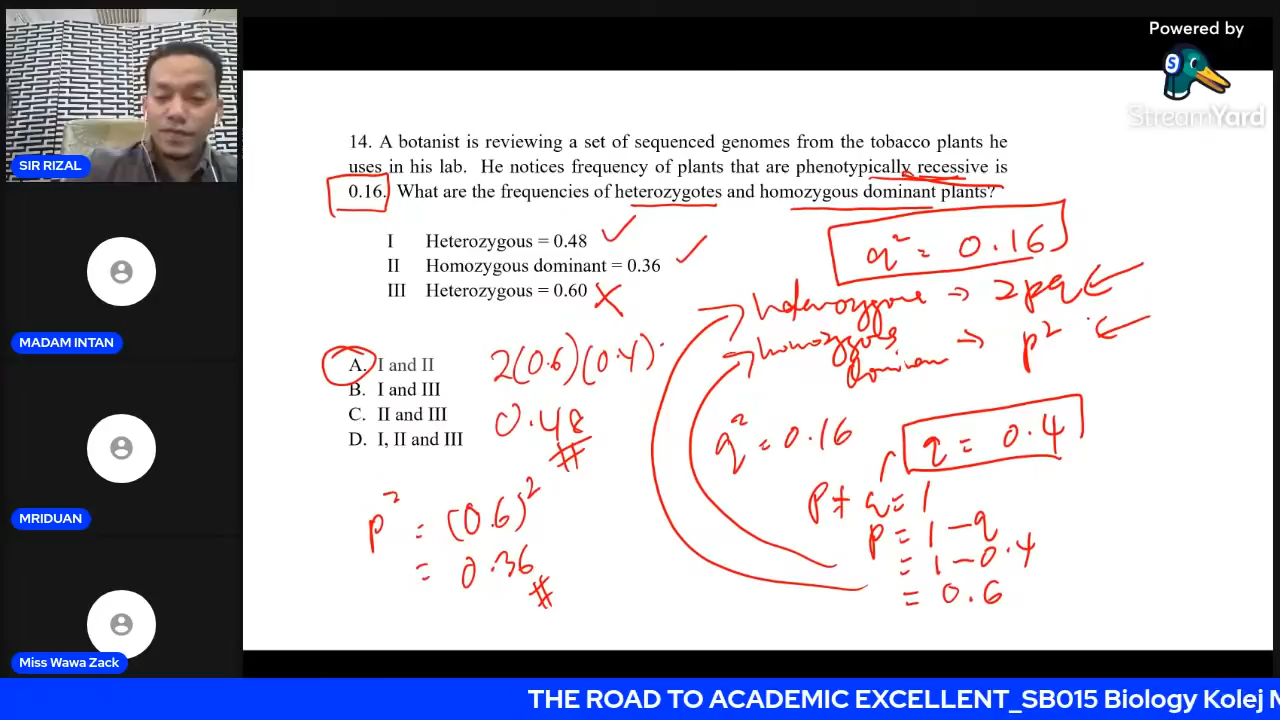 Powered by
S
StreamYard
SIR RIZAL
MADAM INTAN
MRIDUAN
Miss Wawa Zack
14. A botanist is reviewing a set of sequenced genomes from the tobacco plants he
uses in his lab. He notices frequency of plants that are phenotypically recessive is
0.16. What are the frequencies of heterozygotes and homozygous dominant plants?
I Heterozygous = 0.48
II Homozygous dominant = 0.36
III Heterozygous = 0.60
A. I and II
B. I and III
C. II and III
D. I, II and III
q² = 0.16
heterozygous → 2pq
homozygous
dominant → p²
2(0.6)(0.4)
0.48
#
q² = 0.16
q = 0.4
p + q = 1
p = 1 - q
= 1 - 0.4
= 0.6
p² = (0.6)²
= 0.36
#
THE ROAD TO ACADEMIC EXCELLENT_SB015 Biology Kolej M